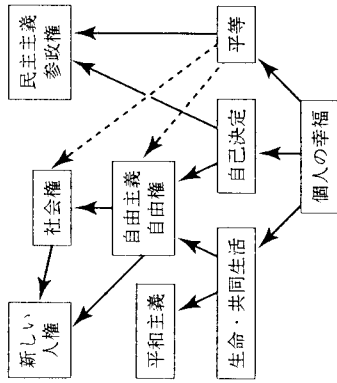 新しい
人権
社会権
民主主義
参政権
平和主義
自由主義
自由権
生命・共同生活
自己決定
平等
個人の幸福